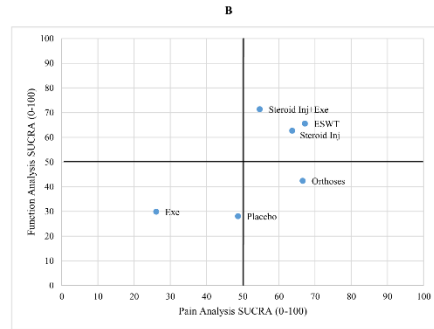 B
100
90
80
70
60
50
40
30
20
10
0
Function Analysis SUCRA (0-100)
Steroid Inj+Exe
ESWT
Steroid Inj
Orthoses
Exe
Placebo
0 10 20 30 40 50 60 70 80 90 100
Pain Analysis SUCRA (0-100)